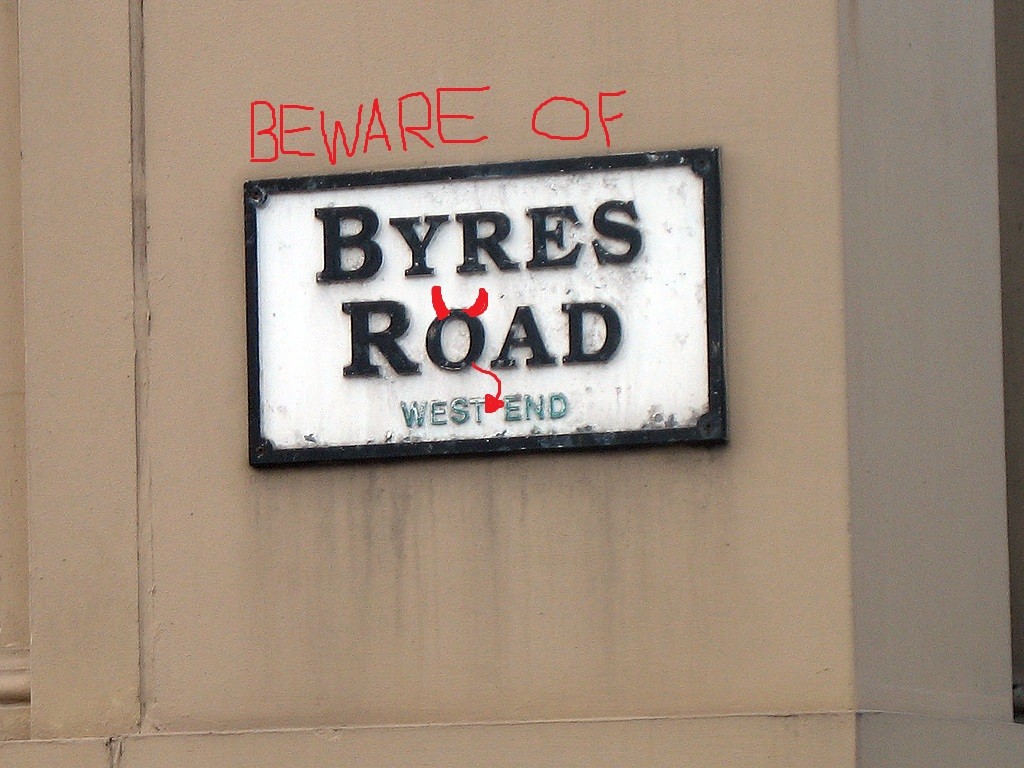 BEWARE OF
BYRES
ROAD
WEST END